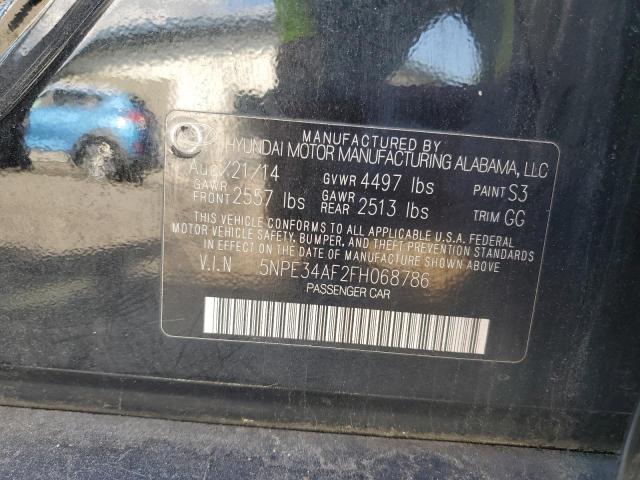 MANUFACTURED BY
HYUNDAI MOTOR MANUFACTURING ALABAMA, LLC
AUG/21/14 GVWR 4497 lbs PAINT S3
GAWR FRONT 2557 lbs GAWR REAR 2513 lbs TRIM GG
THIS VEHICLE CONFORMS TO ALL APPLICABLE U.S.A. FEDERAL
MOTOR VEHICLE SAFETY, BUMPER, AND THEFT PREVENTION STANDARDS
IN EFFECT ON THE DATE OF MANUFACTURE SHOWN ABOVE
V.I.N 5NPE34AF2FH068786
PASSENGER CAR